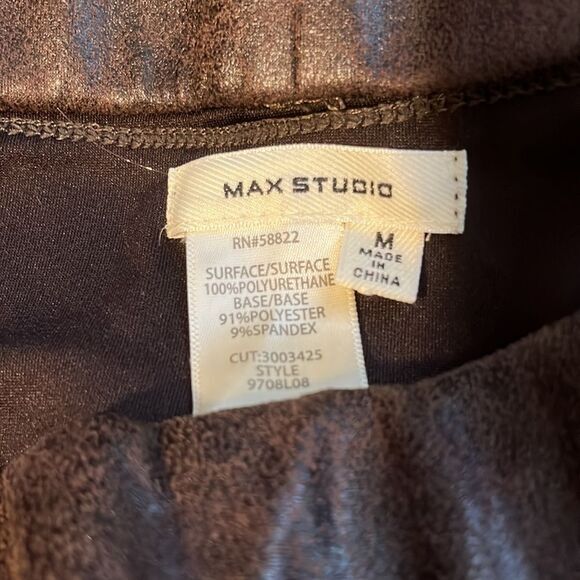 MAX STUDIO
RN#58822
SURFACE/SURFACE
100%POLYURETHANE
BASE/BASE
91%POLYESTER
9%SPANDEX
CUT:3003425
STYLE
9708L08
M
MADE
IN
CHINA